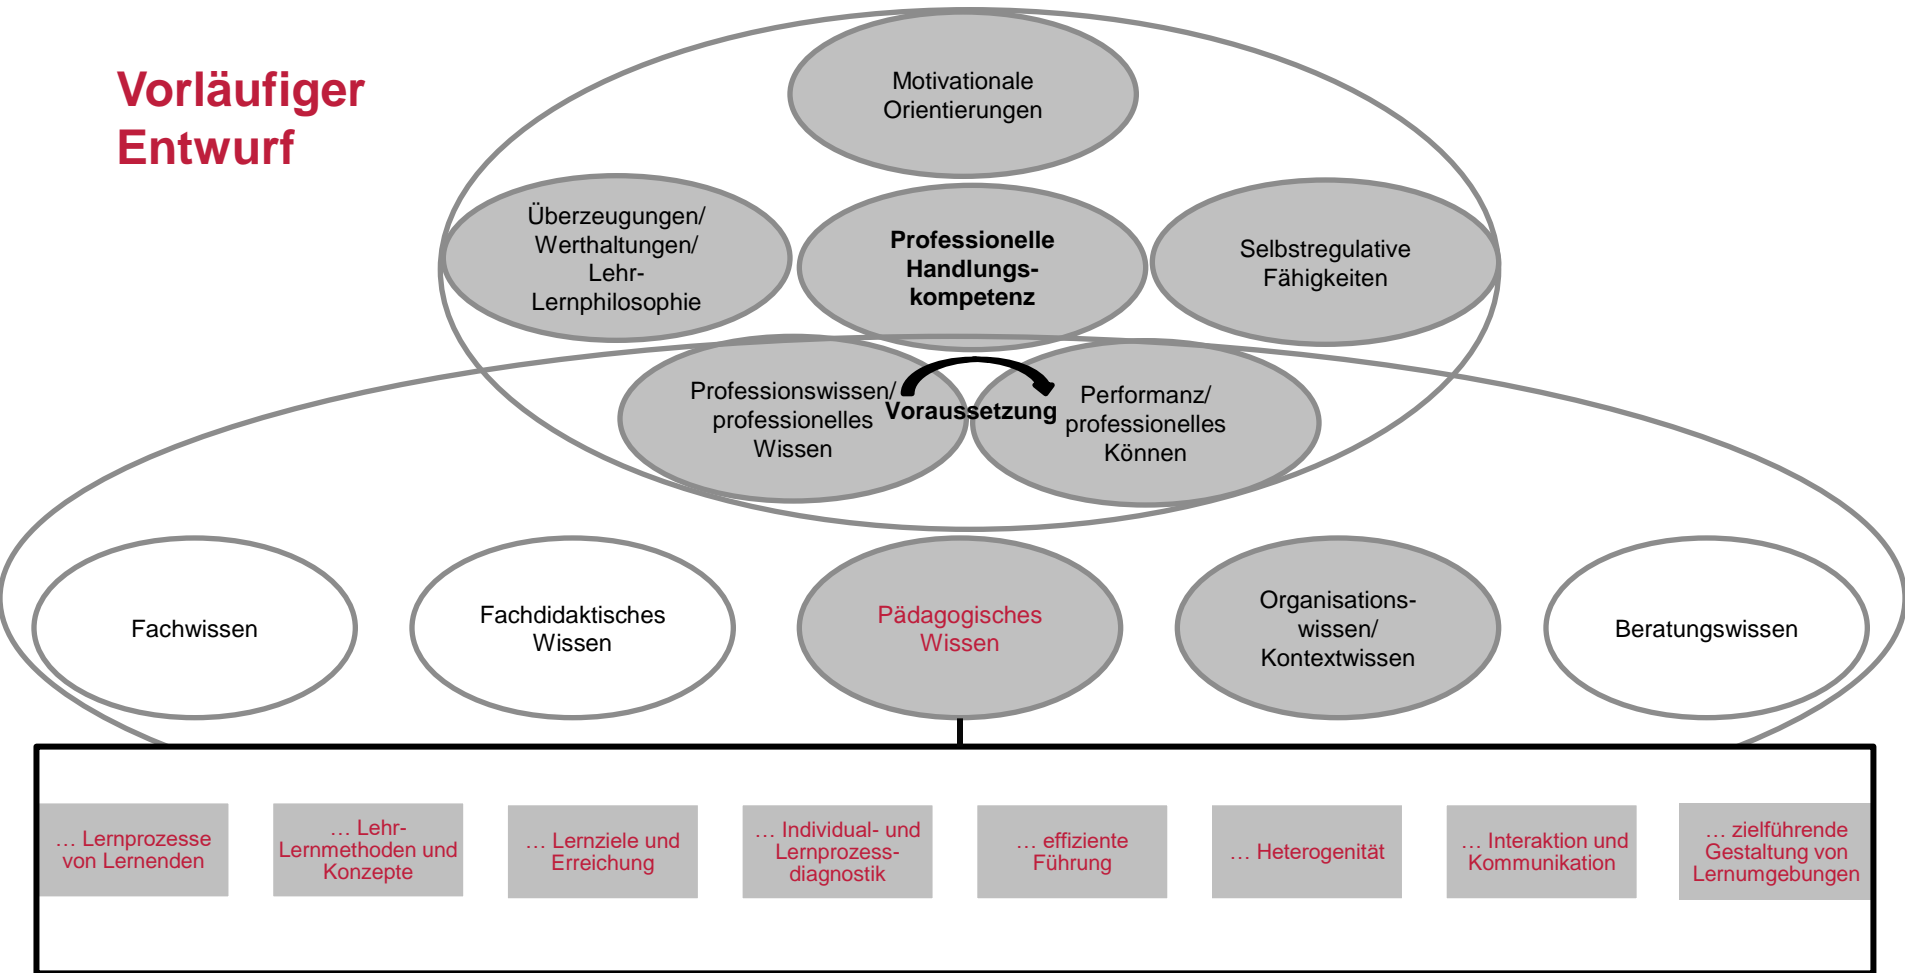 Vorläufiger
Entwurf
Motivationale
Orientierungen
Überzeugungen/
Werthaltungen/
Lehr-
Lernphilosophie
Professionelle
Handlungs-
kompetenz
Selbstregulative
Fähigkeiten
Professionswissen/
professionelles
Wissen
Voraussetzung
Performanz/
professionelles
Können
Fachwissen
Fachdidaktisches
Wissen
Pädagogisches
Wissen
Organisations-
wissen/
Kontextwissen
Beratungswissen
… Lernprozesse
von Lernenden
… Lehr-
Lernmethoden und
Konzepte
… Lernziele und
Erreichung
… Individual- und
Lernprozess-
diagnostik
… effiziente
Führung
… Heterogenität
… Interaktion und
Kommunikation
… zielführende
Gestaltung von
Lernumgebungen